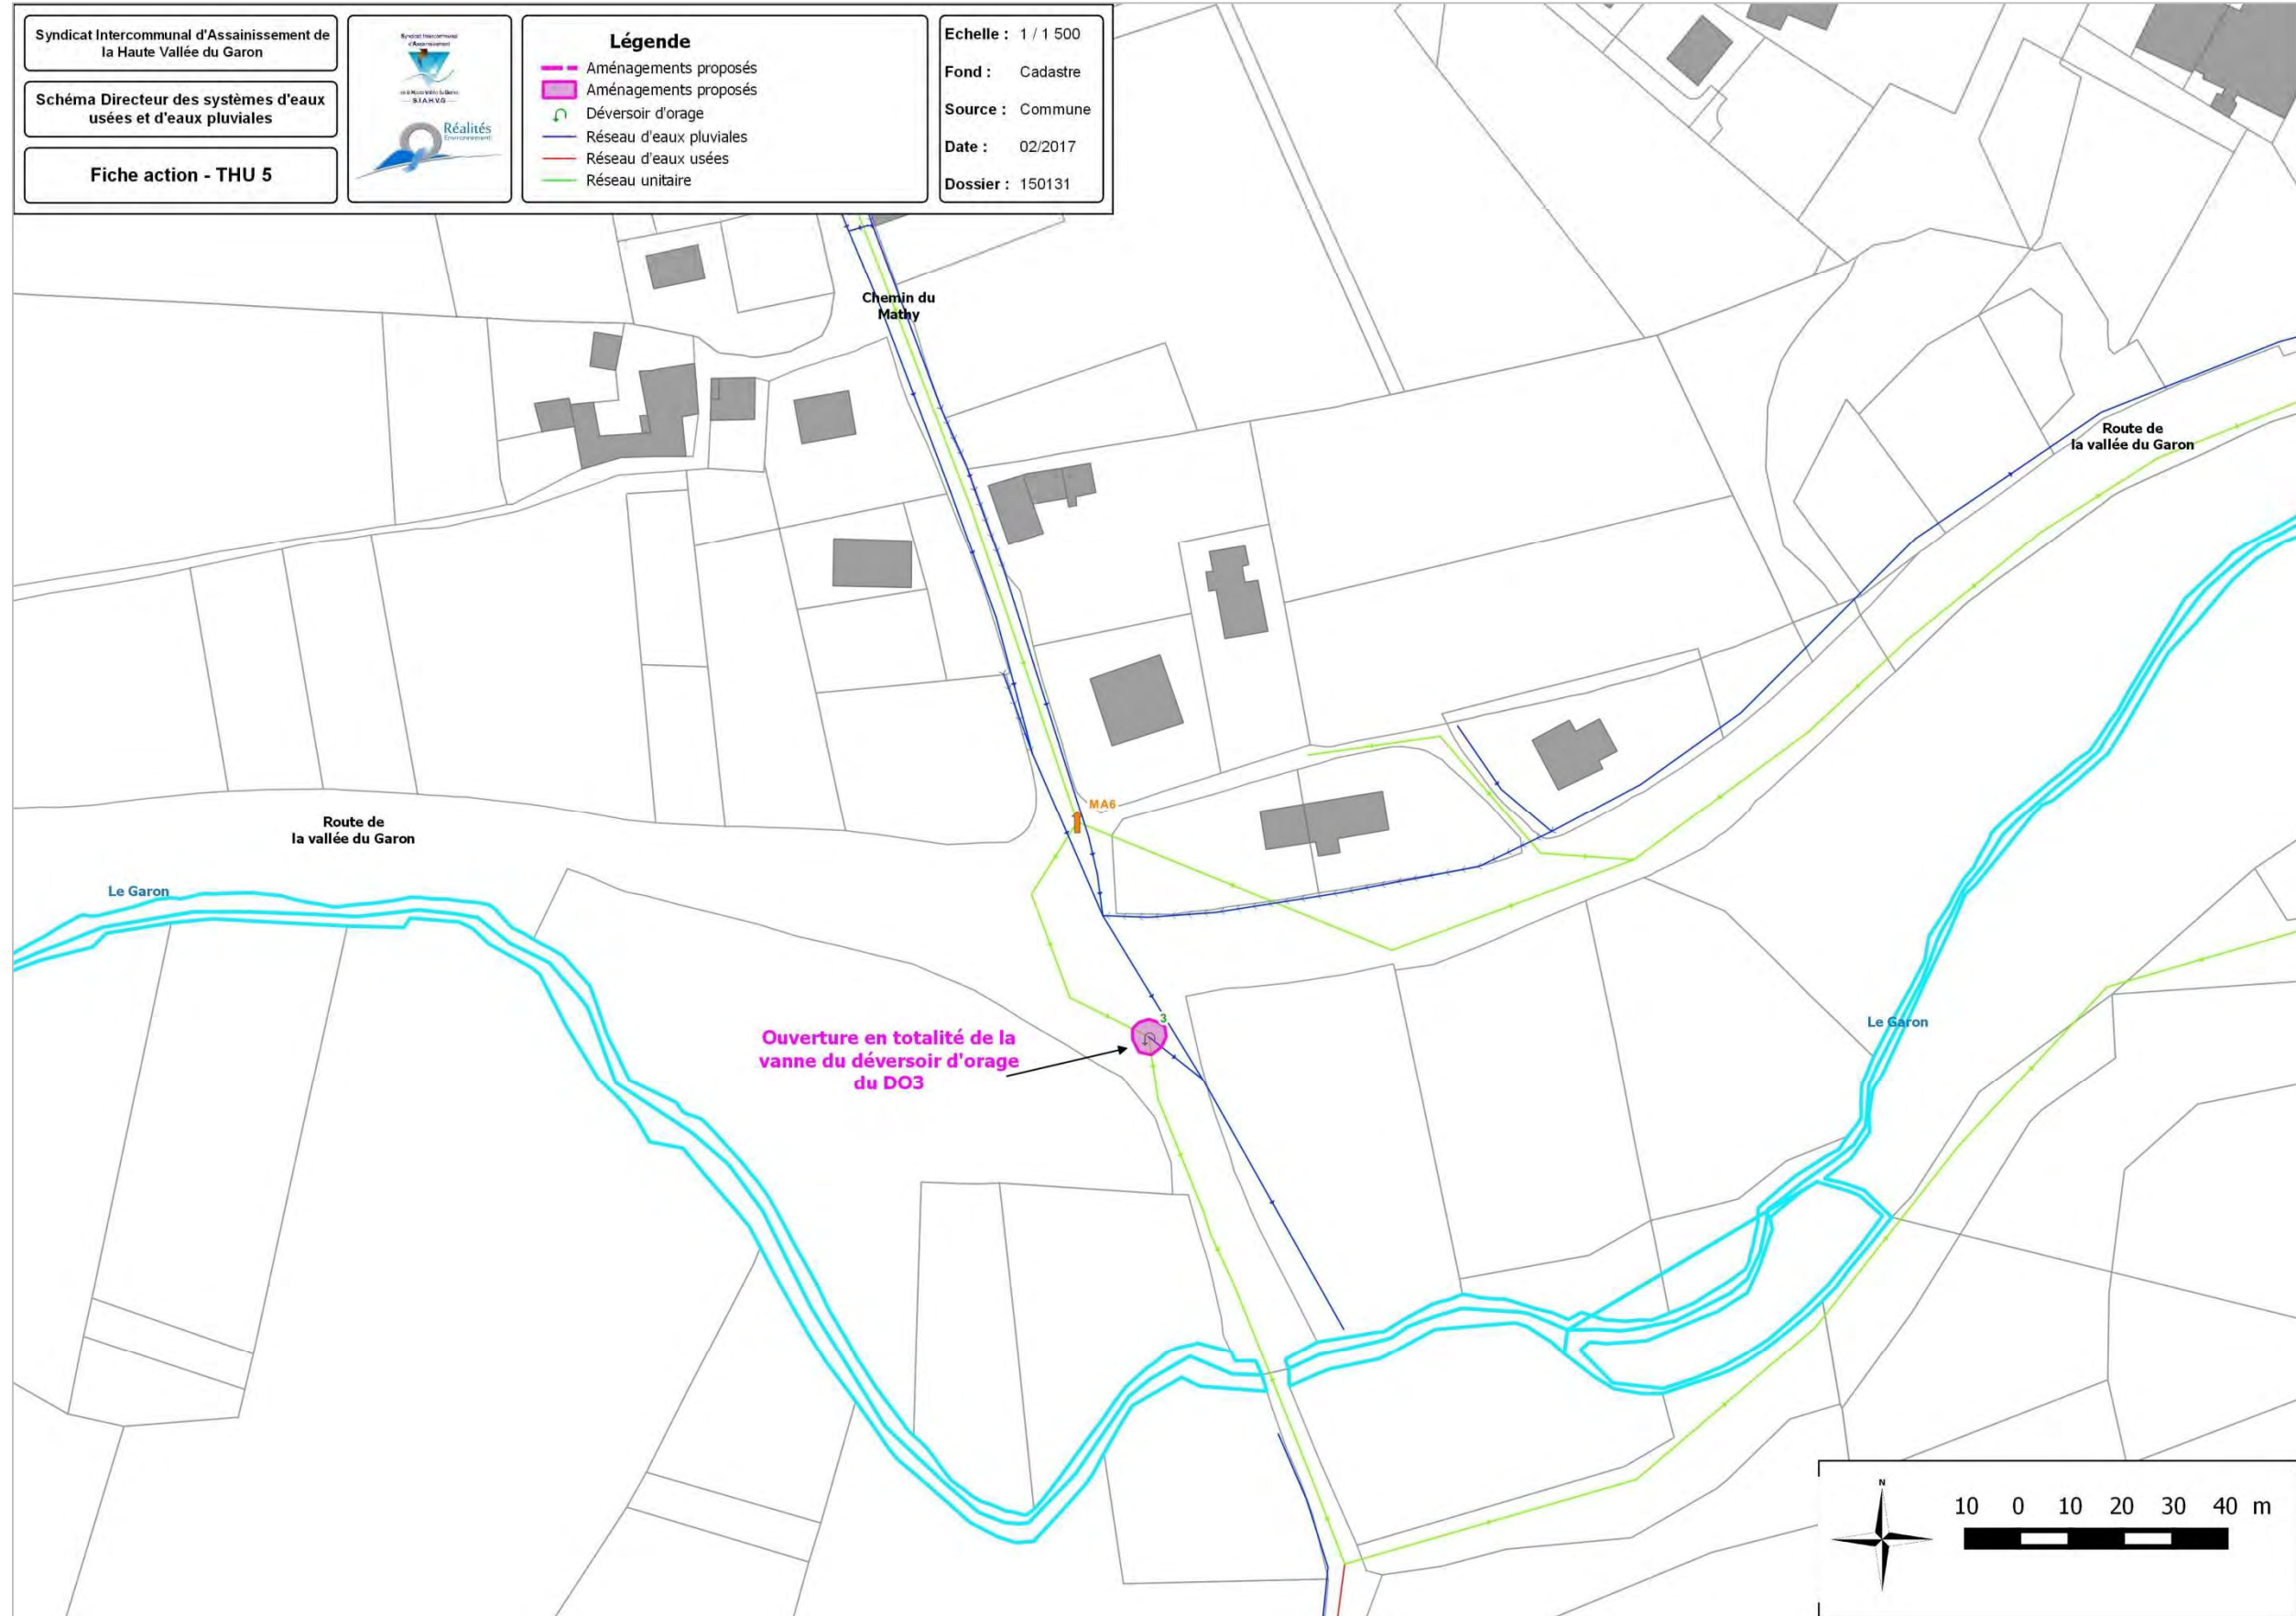 Syndicat Intercommunal d'Assainissement de
la Haute Vallée du Garon
Schéma Directeur des systèmes d'eaux
usées et d'eaux pluviales
Fiche action - THU 5
Syndicat Intercommunal
d'Assainissement
S.I.A.H.V.G
Réalités
Environnement
Légende
Aménagements proposés
Aménagements proposés
Déversoir d'orage
Réseau d'eaux pluviales
Réseau d'eaux usées
Réseau unitaire
Echelle : 1 / 1 500
Fond : Cadastre
Source : Commune
Date : 02/2017
Dossier : 150131
Chemin du
Mathy
Route de
la vallée du Garon
MA6
Route de
la vallée du Garon
Le Garon
3
Ouverture en totalité de la
vanne du déversoir d'orage
du DO3
Le Garon
N
10 0 10 20 30 40 m